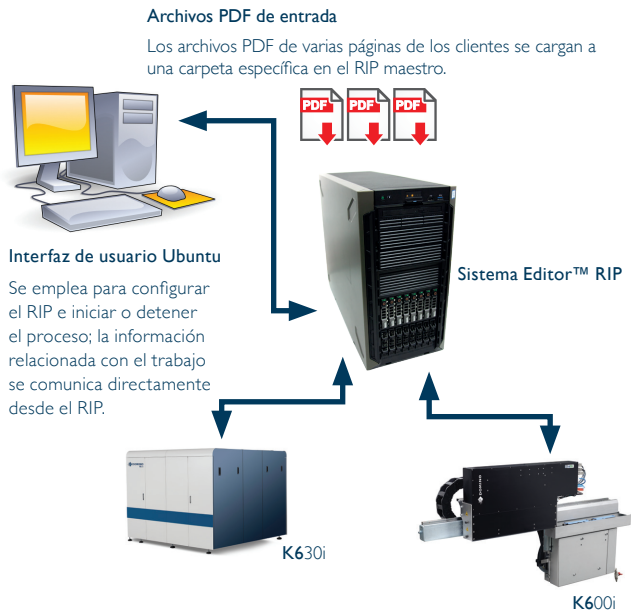 Archivos PDF de entrada
Los archivos PDF de varias páginas de los clientes se cargan a
una carpeta específica en el RIP maestro.
PDF PDF PDF
Interfaz de usuario Ubuntu
Se emplea para configurar
el RIP e iniciar o detener
el proceso; la información
relacionada con el trabajo
se comunica directamente
desde el RIP.
Sistema Editor™ RIP
DOMINO
K630i
DOMINO
K600i